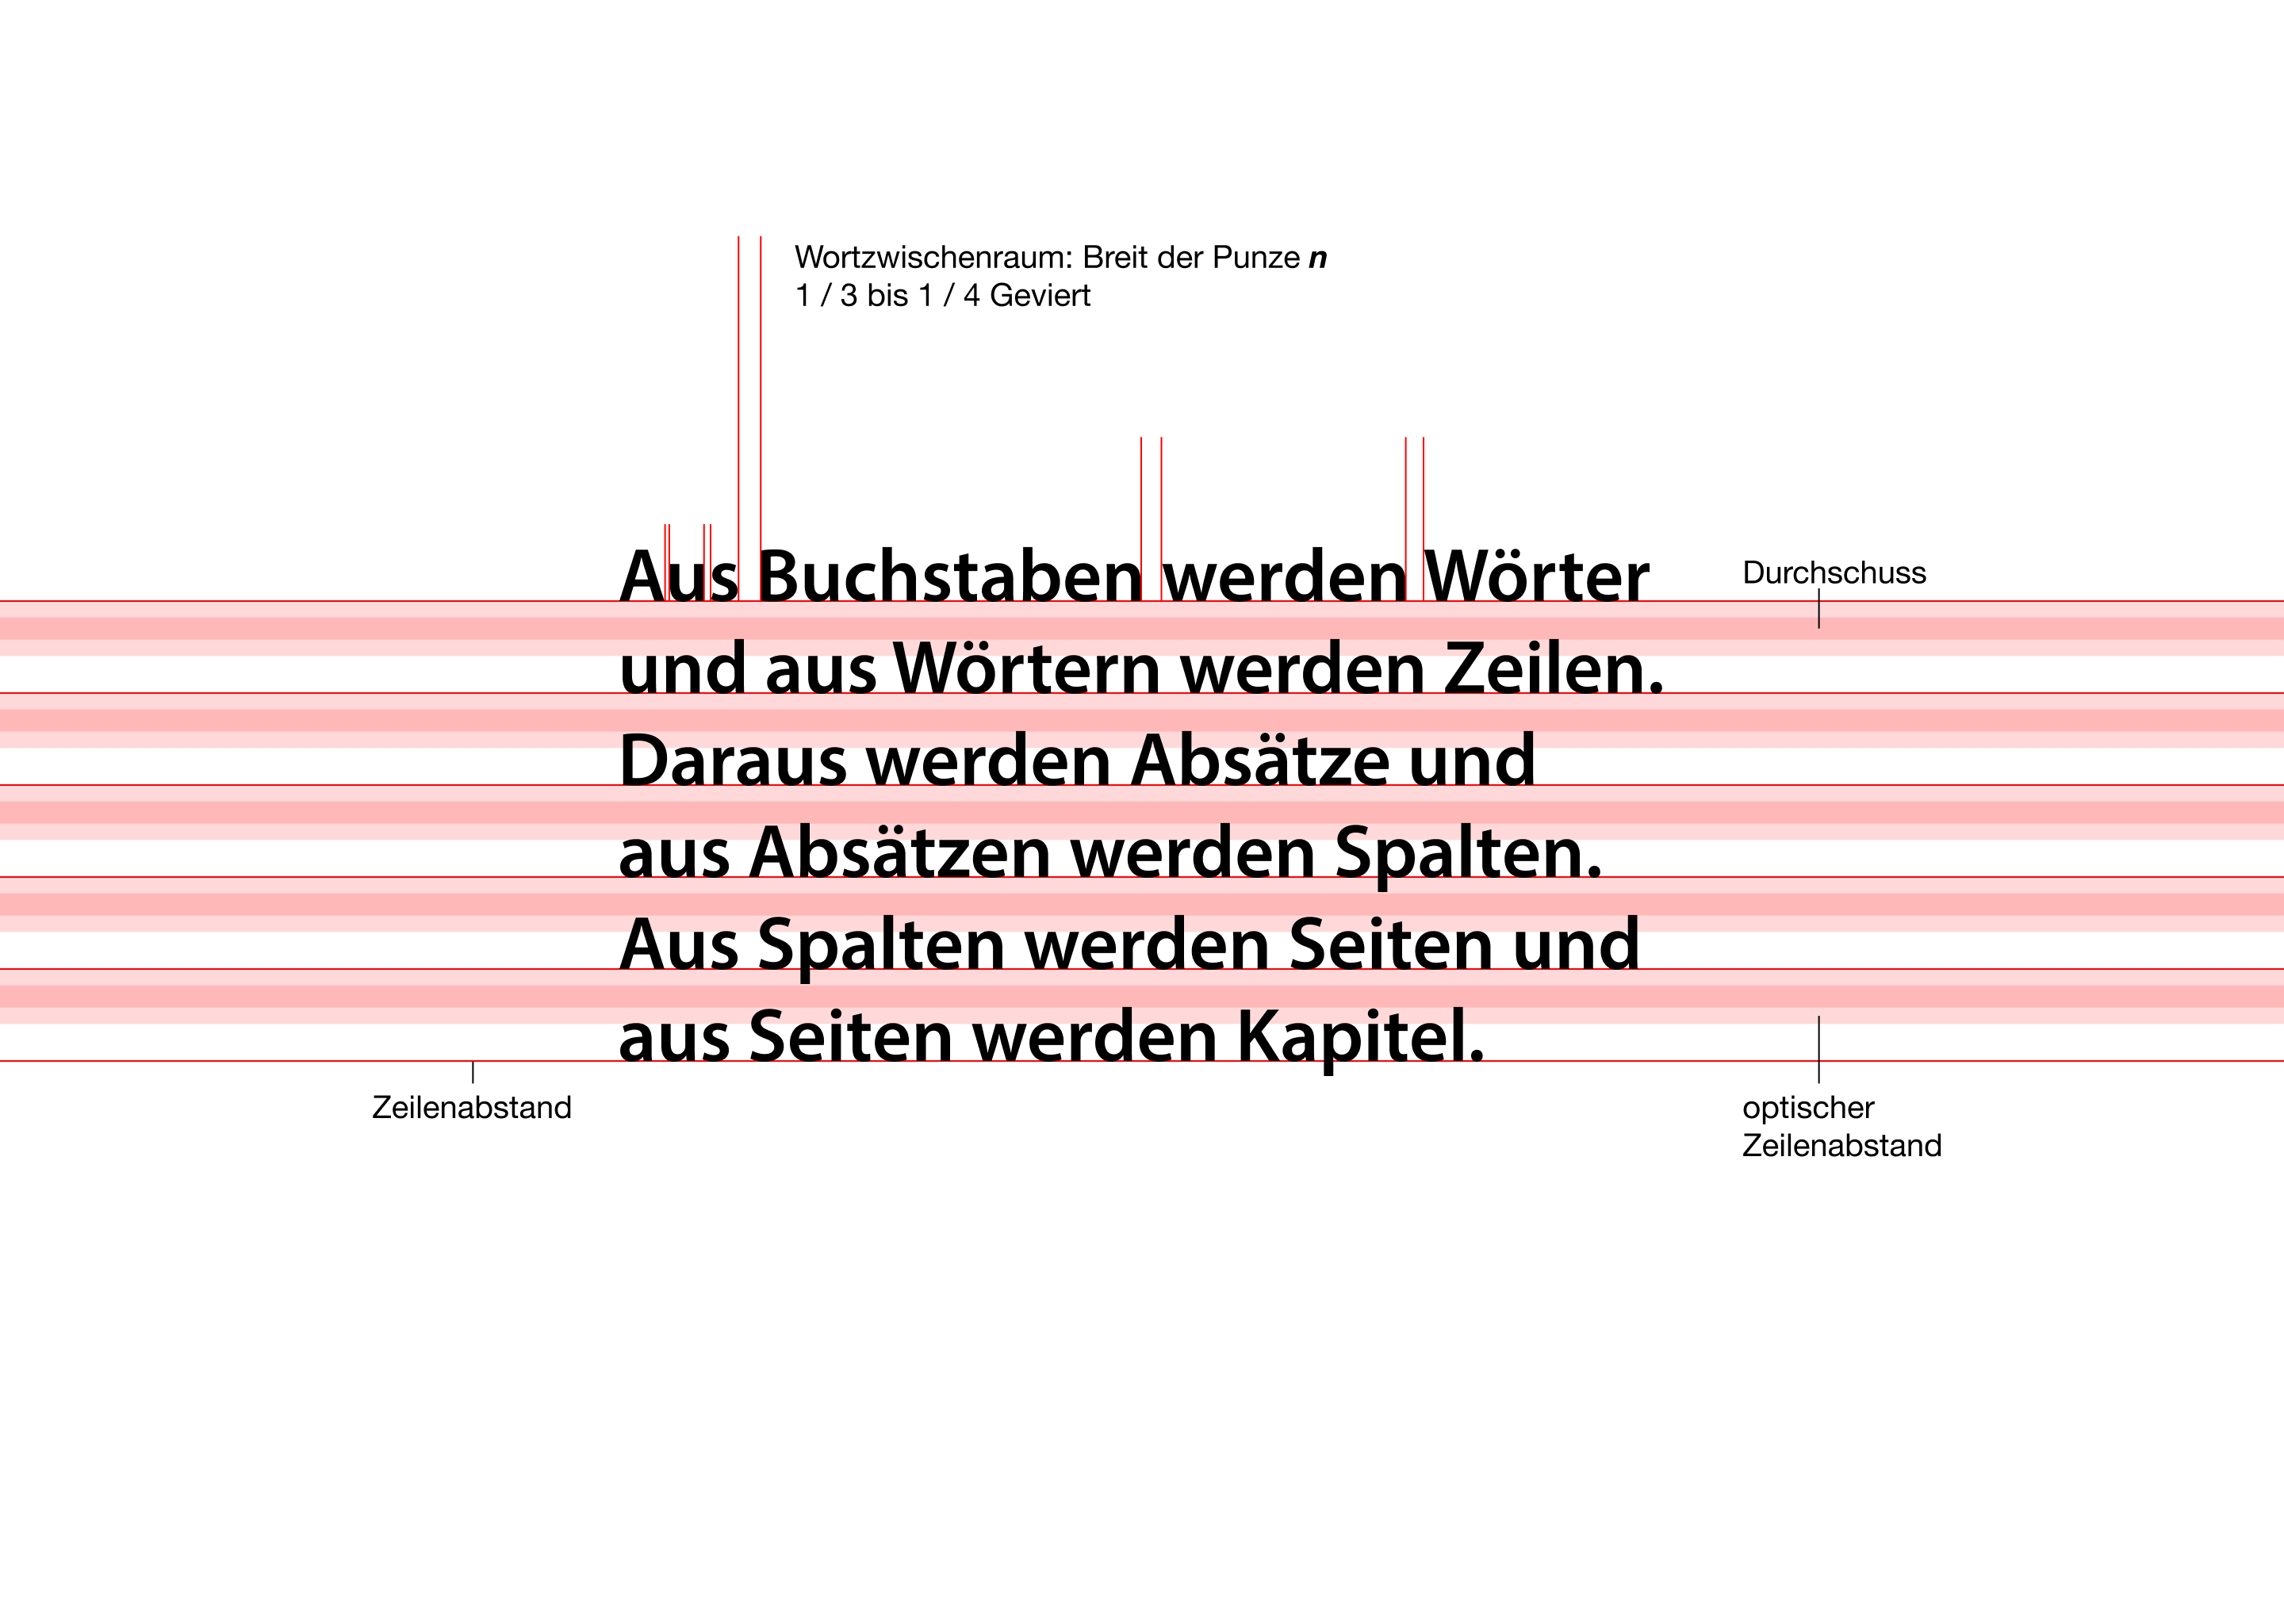 Wortzwischenraum: Breit der Punze n
1 / 3 bis 1 / 4 Geviert
Aus Buchstaben werden Wörter
Durchschuss
und aus Wörtern werden Zeilen.
Daraus werden Absätze und
aus Absätzen werden Spalten.
Aus Spalten werden Seiten und
aus Seiten werden Kapitel.
Zeilenabstand
optischer
Zeilenabstand